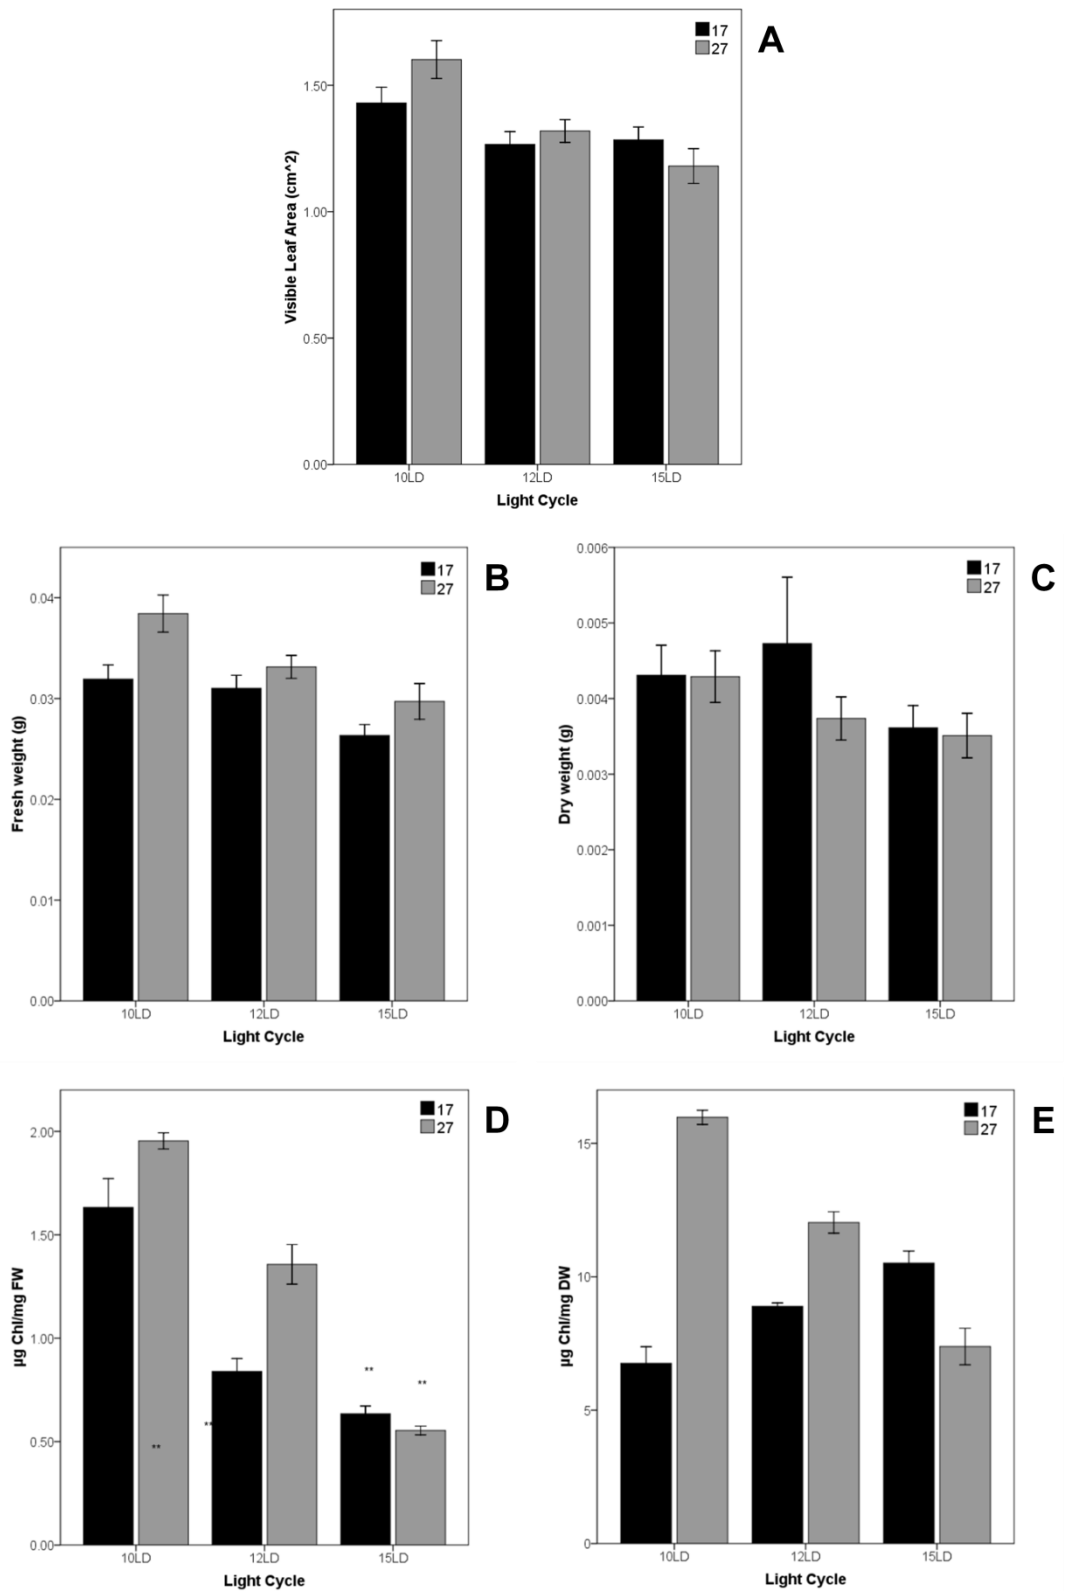 17
27
A
1.50
1.00
0.50
0.00
Visible Leaf Area (cm^2)
10LD
12LD
15LD
Light Cycle
17
27
B
0.04
0.03
0.02
0.01
0.00
Fresh weight (g)
10LD
12LD
15LD
Light Cycle
17
27
C
0.006
0.005
0.004
0.003
0.002
0.001
0.000
Dry weight (g)
10LD
12LD
15LD
Light Cycle
17
27
D
2.00
1.50
1.00
0.50
0.00
µg Chl/mg FW
**
**
**
**
10LD
12LD
15LD
Light Cycle
17
27
E
15
10
5
0
µg Chl/mg DW
10LD
12LD
15LD
Light Cycle